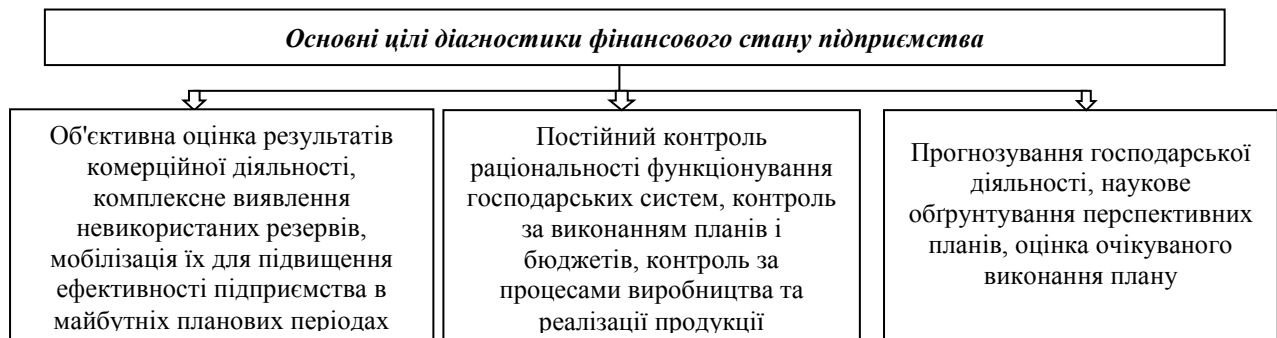 Основні цілі діагностики фінансового стану підприємства
Об'єктивна оцінка результатів
комерційної діяльності,
комплексне виявлення
невикористаних резервів,
мобілізація їх для підвищення
ефективності підприємства в
майбутніх планових періодах
Постійний контроль
раціональності функціонування
господарських систем, контроль
за виконанням планів і
бюджетів, контроль за
процесами виробництва та
реалізації продукції
Прогнозування господарської
діяльності, наукове
обґрунтування перспективних
планів, оцінка очікуваного
виконання плану